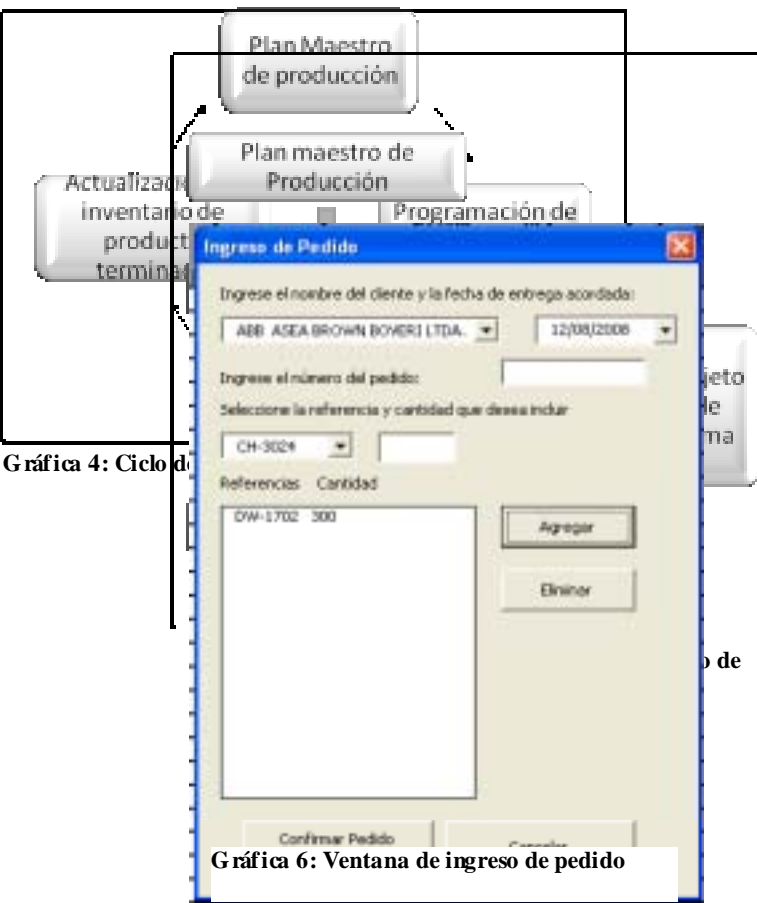 Plan Maestro
de producción
Plan maestro de
Producción
inventario de
Programación de
Ingreso de Pedido
Ingrese el nombre del cliente y la fecha de entrega acordada:
ABB ASEA BROWN BOVERI LTDA.
12/08/2008
Ingrese el número del pedido:
Seleccione la referencia y cantidad que desea incluir
CH-3024
Referencias Cantidad
DW-1702 300
Agregar
Eliminar
Gráfica 4: Ciclo d
o de
Confirmar Pedido
Cancelar
Gráfica 6: Ventana de ingreso de pedido